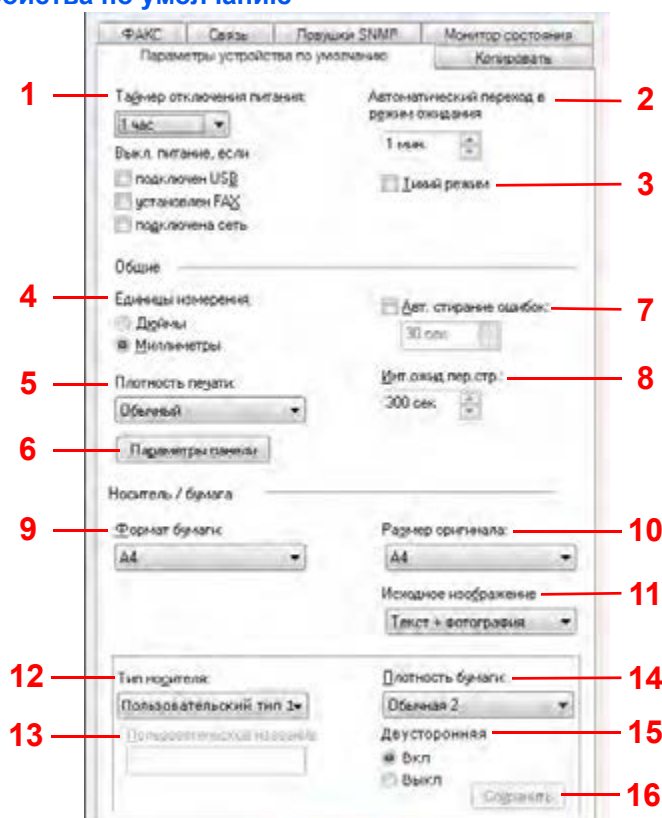 йства по умолчанию
ФАКС Связь Ловушки SNMP Монитор состояния
Параметры устройства по умолчанию Копировать
1 Таймер отключения питания: Автоматический переход в режим ожидания 2
1 час 1 мин.
Выкл. питание, если
подключен USB Тихий режим 3
установлен FAX
подключена сеть
Общие
4 Единицы измерения Авт. стирание ошибок: 7
Дюймы 30 сек.
Миллиметры
5 Плотность печати: Инт.ожид.пер.стр.: 8
Обычный 300 сек.
6 Параметры панели
Носитель / бумага
9 Формат бумаги: Размер оригинала: 10
A4 A4
Исходное изображение 11
Текст + фотография
12 Тип носителя: Плотность бумаги: 14
Пользовательский тип 1 Обычная 2
13 Пользовательское название Двусторонняя 15
Вкл
Выкл
Сохранить 16